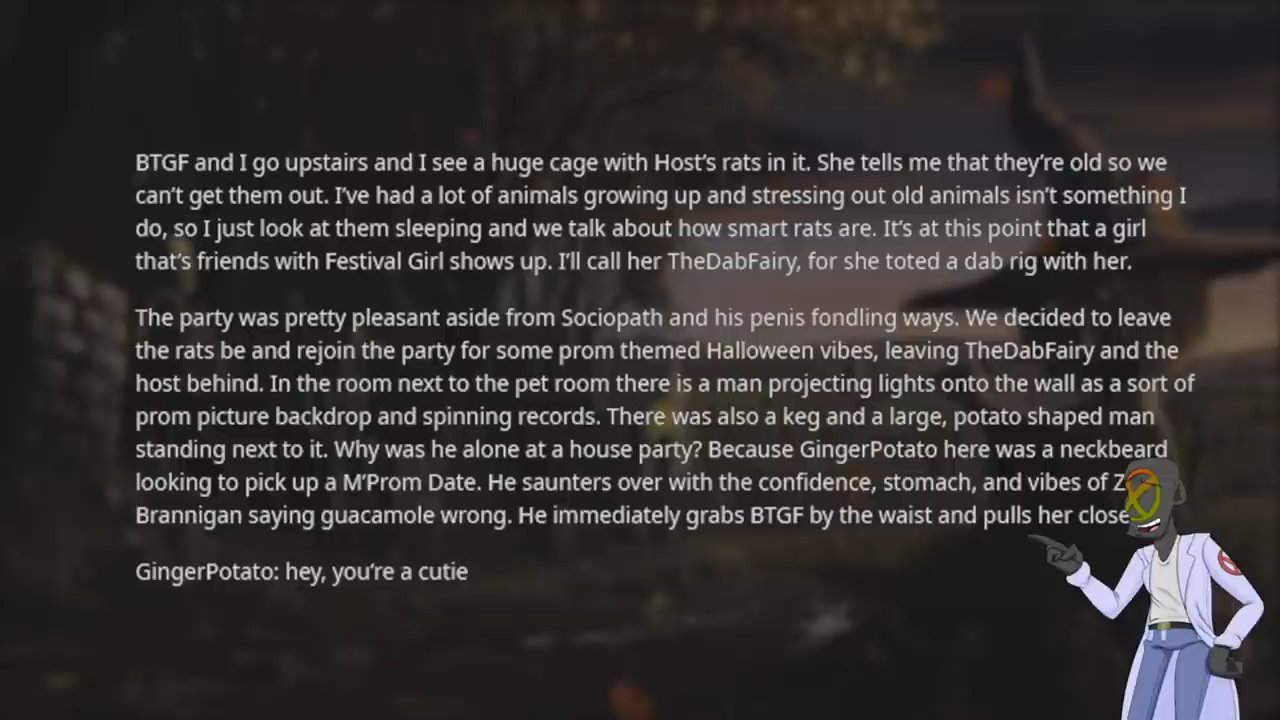 BTGF and I go upstairs and I see a huge cage with Host's rats in it. She tells me that they're old so we
can't get them out. I've had a lot of animals growing up and stressing out old animals isn't something I
do, so I just look at them sleeping and we talk about how smart rats are. It's at this point that a girl
that's friends with Festival Girl shows up. I'll call her TheDabFairy, for she toted a dab rig with her.
The party was pretty pleasant aside from Sociopath and his penis fondling ways. We decided to leave
the rats be and rejoin the party for some prom themed Halloween vibes, leaving TheDabFairy and the
host behind. In the room next to the pet room there is a man projecting lights onto the wall as a sort of
prom picture backdrop and spinning records. There was also a keg and a large, potato shaped man
standing next to it. Why was he alone at a house party? Because GingerPotato here was a neckbeard
looking to pick up a M'Prom Date. He saunters over with the confidence, stomach, and vibes of
Brannigan saying guacamole wrong. He immediately grabs BTGF by the waist and pulls her close
GingerPotato: hey, you're a cutie